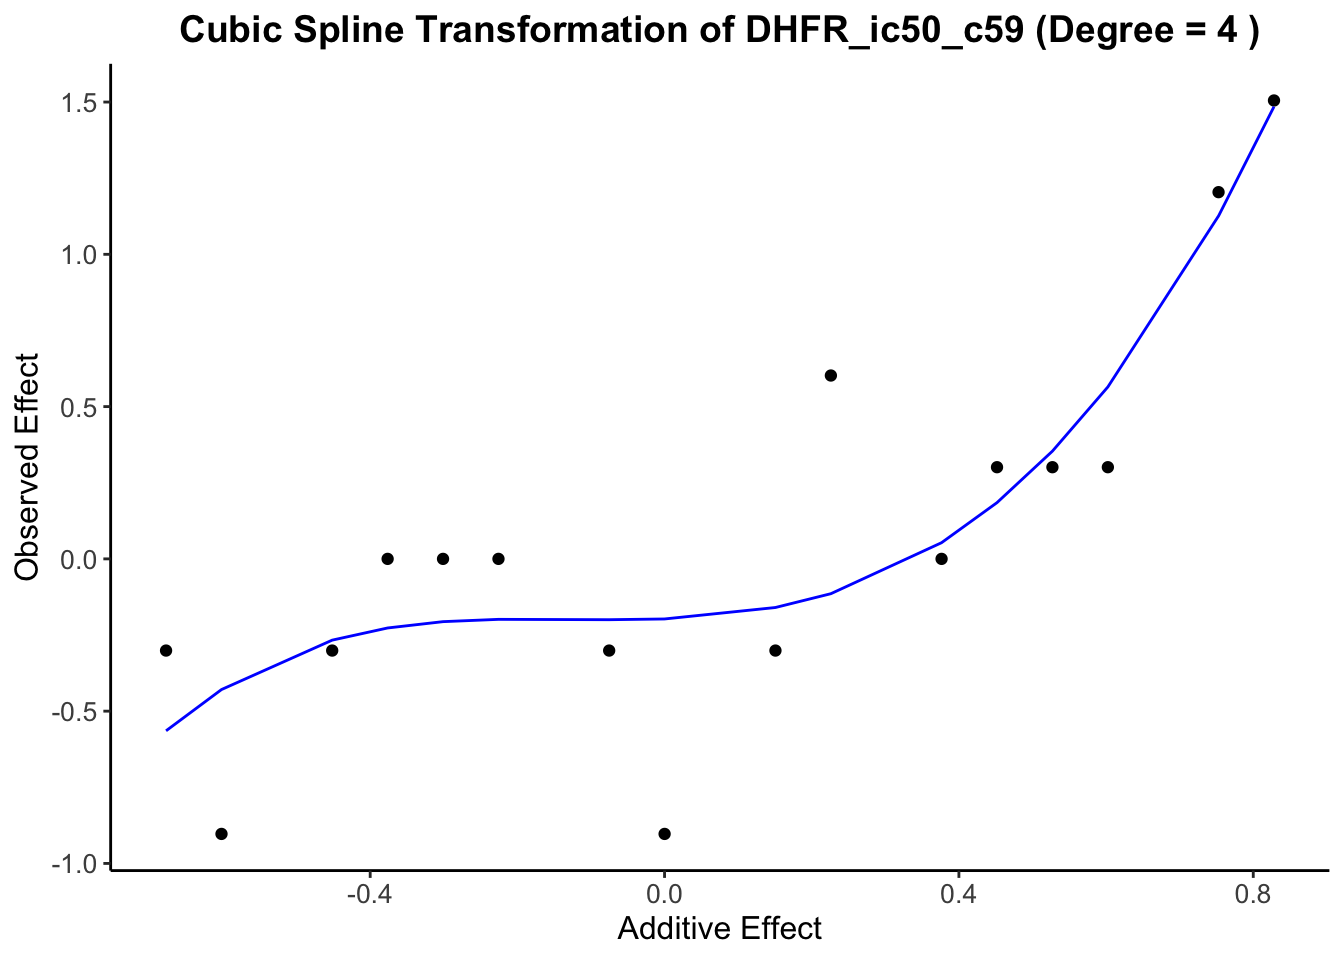 Cubic Spline Transformation of DHFR_ic50_c59 (Degree = 4 )
Observed Effect
1.5
1.0
0.5
0.0
-0.5
-1.0
-0.4 0.0 0.4 0.8
Additive Effect